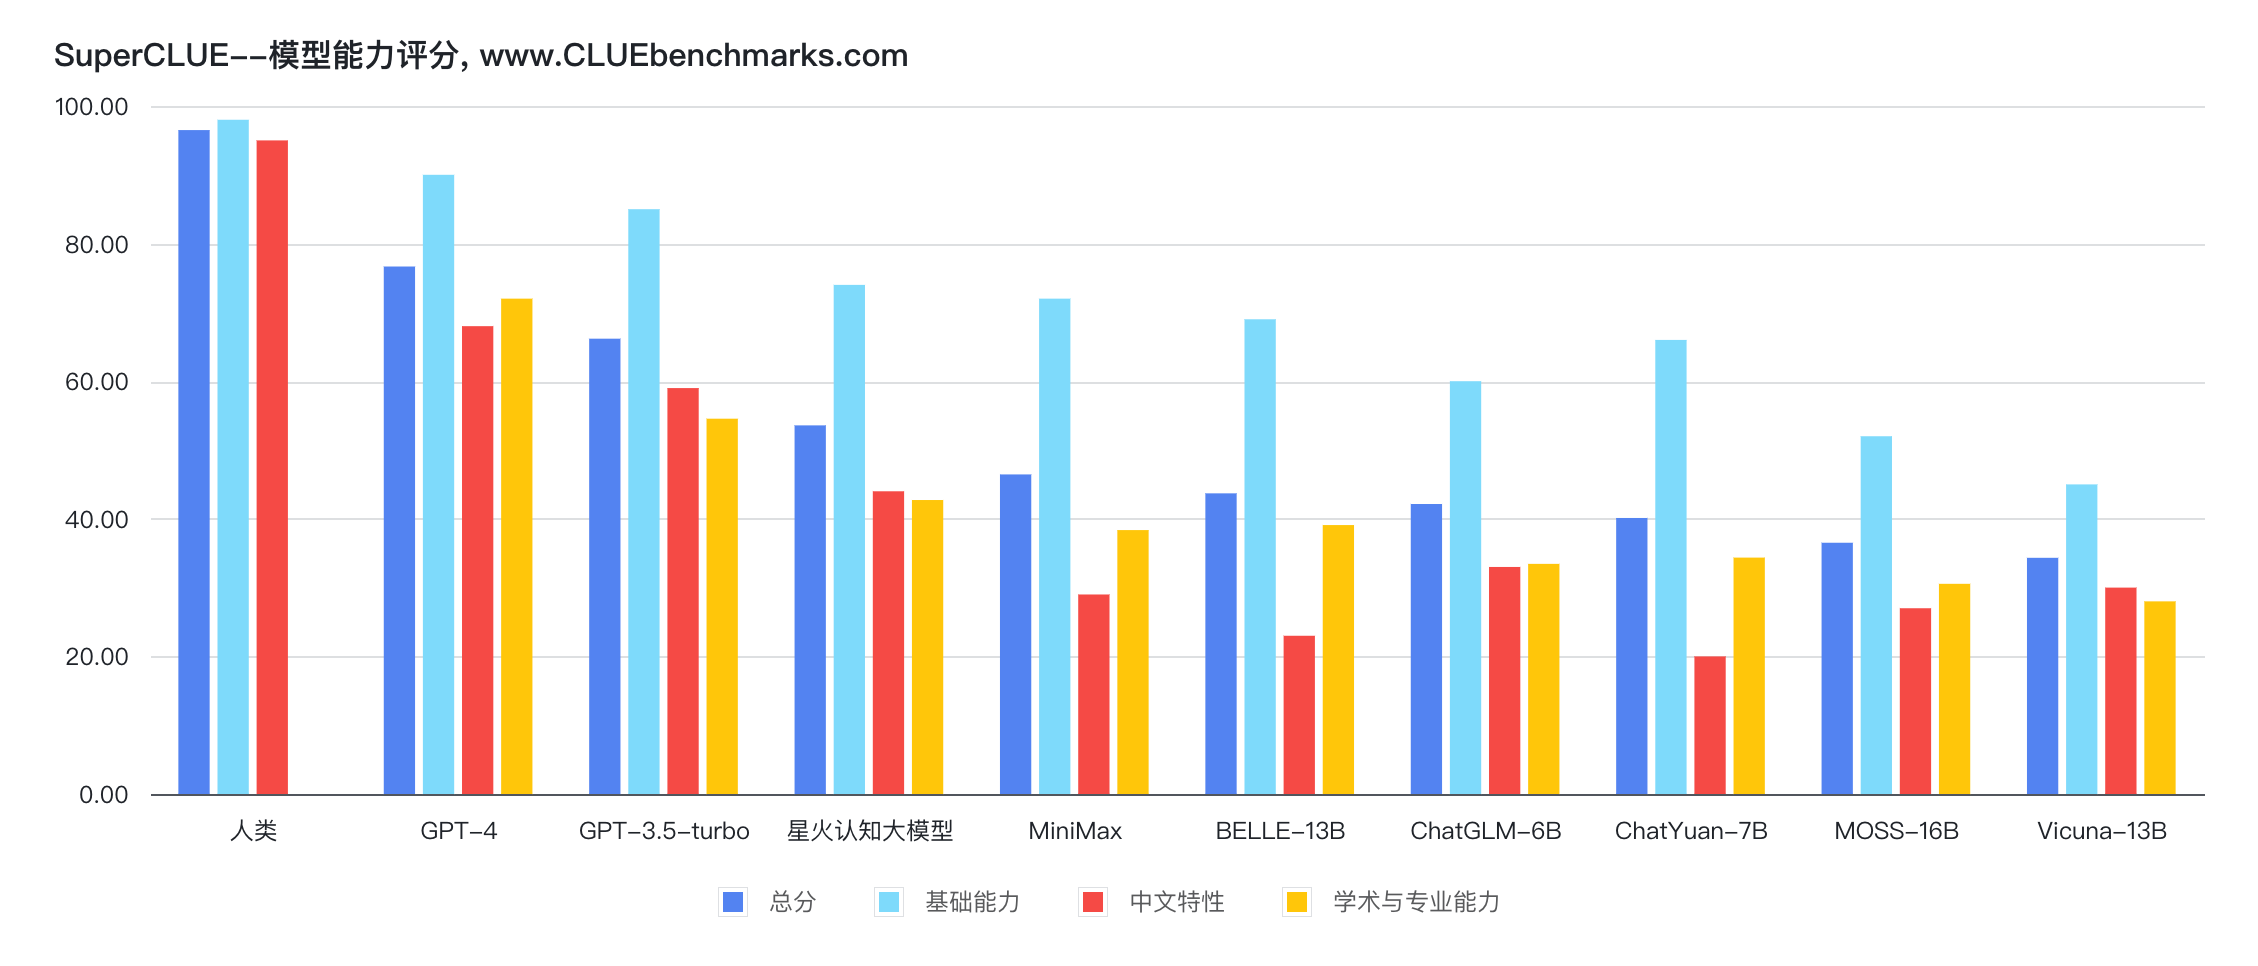 SuperCLUE--模型能力评分, www.CLUEbenchmarks.com
100.00
80.00
60.00
40.00
20.00
0.00
人类 GPT-4 GPT-3.5-turbo 星火认知大模型 MiniMax BELLE-13B ChatGLM-6B ChatYuan-7B MOSS-16B Vicuna-13B
总分 基础能力 中文特性 学术与专业能力